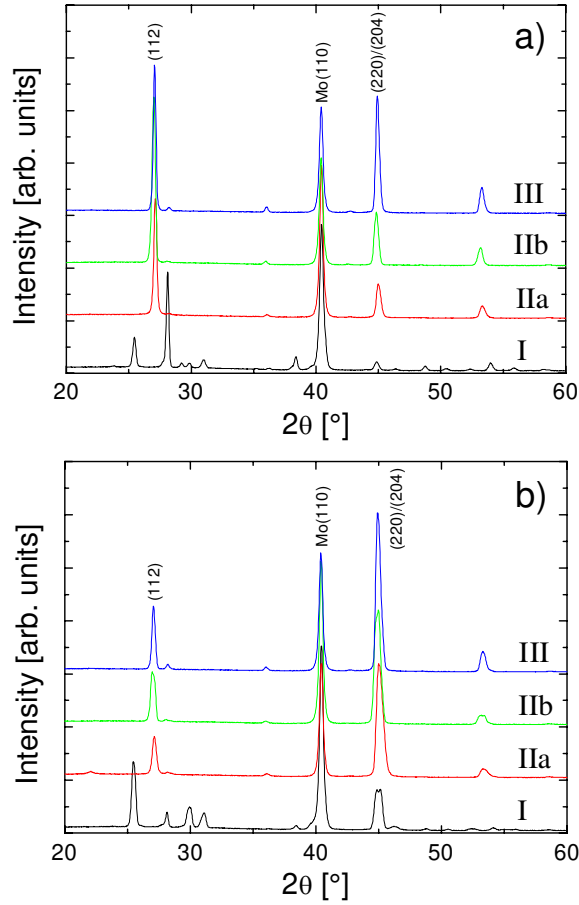 a)
(112)
Mo(110)
(220)/(204)
Intensity [arb. units]
III
IIb
IIa
I
20 30 40 50 60
2θ [°]
b)
(112)
Mo(110)
(220)/(204)
Intensity [arb. units]
III
IIb
IIa
I
20 30 40 50 60
2θ [°]